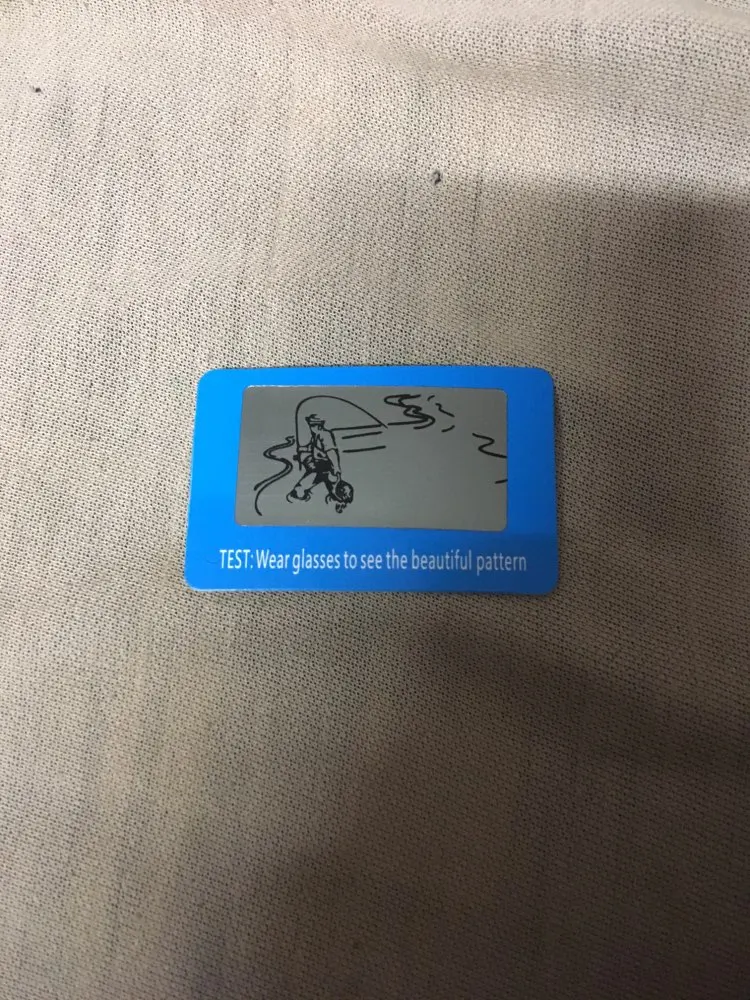 TEST: Wear glasses to see the beautiful pattern